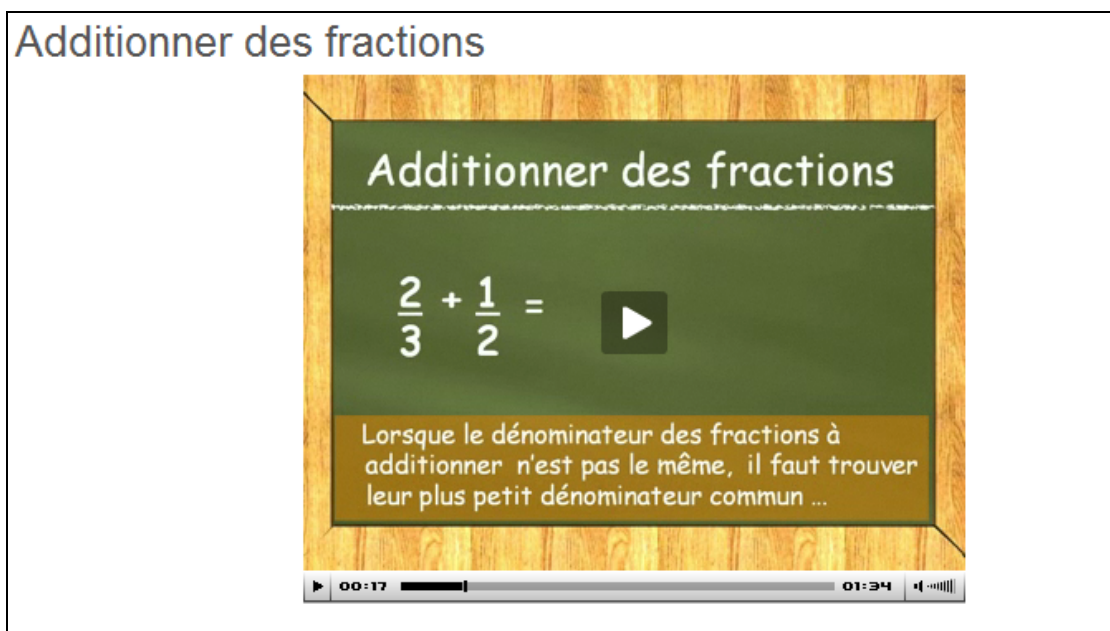 Additionner des fractions
Additionner des fractions
2/3 + 1/2 =
Lorsque le dénominateur des fractions à
additionner n'est pas le même, il faut trouver
leur plus petit dénominateur commun ...
00:17 01:34